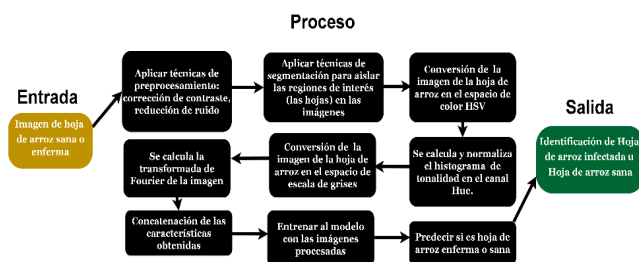 Proceso
Entrada
Imagen de hoja
de arroz sana o
enferma
Aplicar técnicas de
preprocesamiento:
corrección de contraste,
reducción de ruido
Aplicar técnicas de
segmentación para aislar
las regiones de interés
(las hojas) en las
imágenes
Conversión de la
imagen de la hoja de
arroz en el espacio de
color HSV
Se calcula y normaliza
el histograma de
tonalidad en el canal
Hue.
Conversión de la
imagen de la hoja de
arroz en el espacio de
escala de grises
Se calcula la
transformada de
Fourier de la imagen
Concatenación de las
características
obtenidas
Entrenar al modelo
con las imágenes
procesadas
Predecir si es hoja de
arroz enferma o sana
Salida
Identificación de Hoja
de arroz infectada u
Hoja de arroz sana